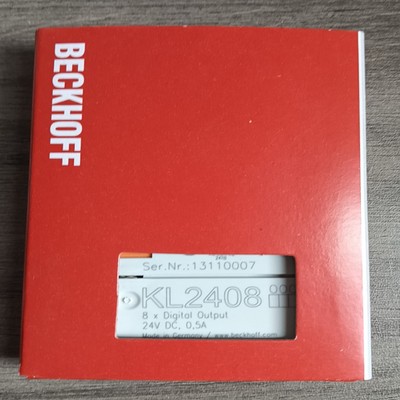 BECKHOFF
Ser.Nr.:13110007
KL2408
8 x Digital Output
24V DC, 0,5A
Made in Germany / www.beckhoff.com